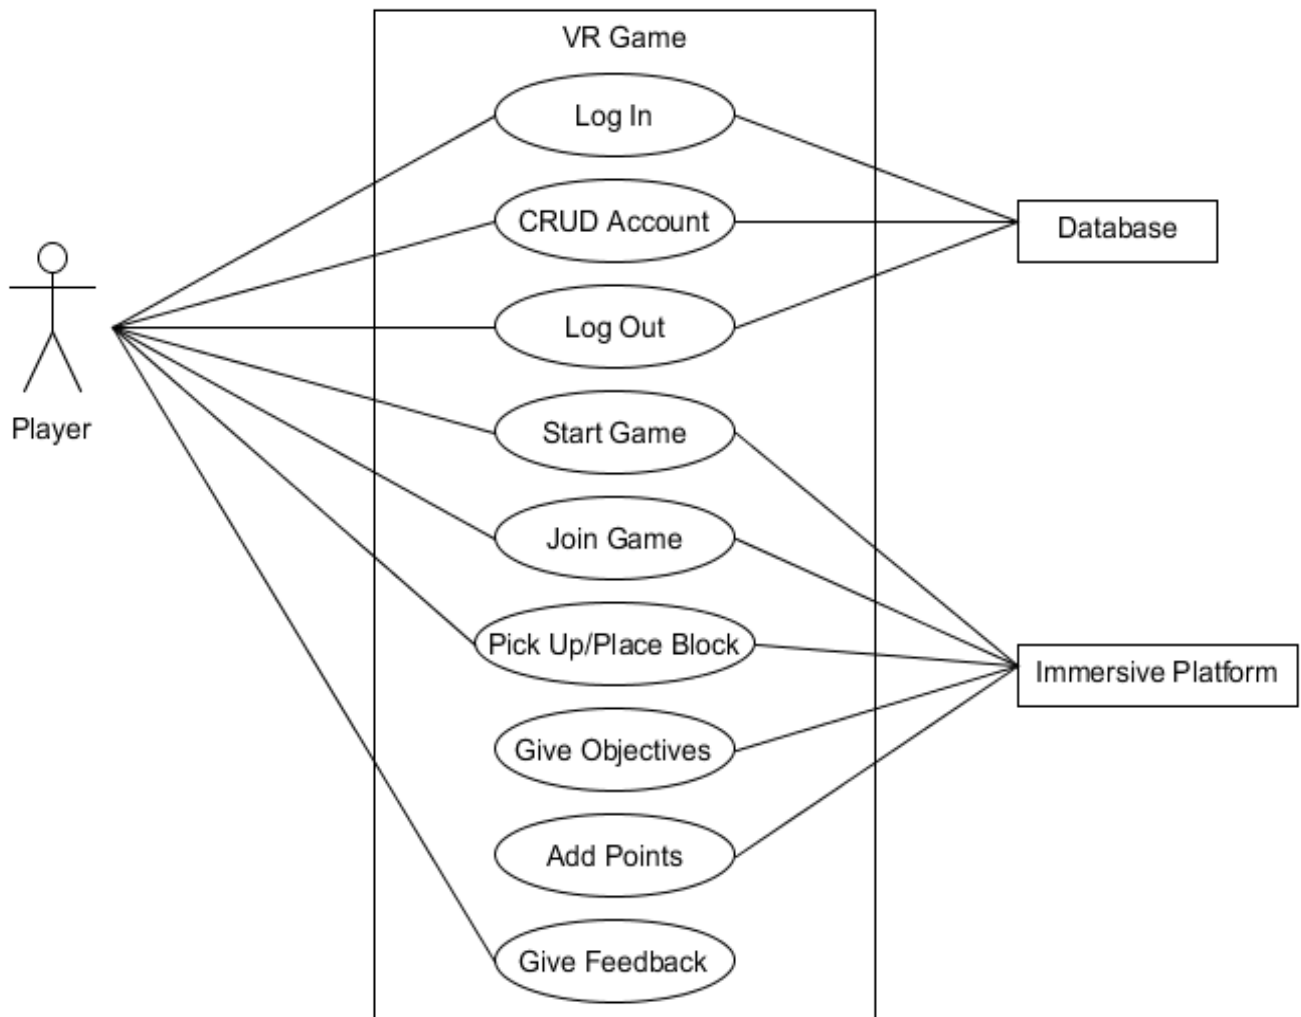 VR Game
Log In
CRUD Account
Database
Log Out
Player
Start Game
Join Game
Pick Up/Place Block
Immersive Platform
Give Objectives
Add Points
Give Feedback